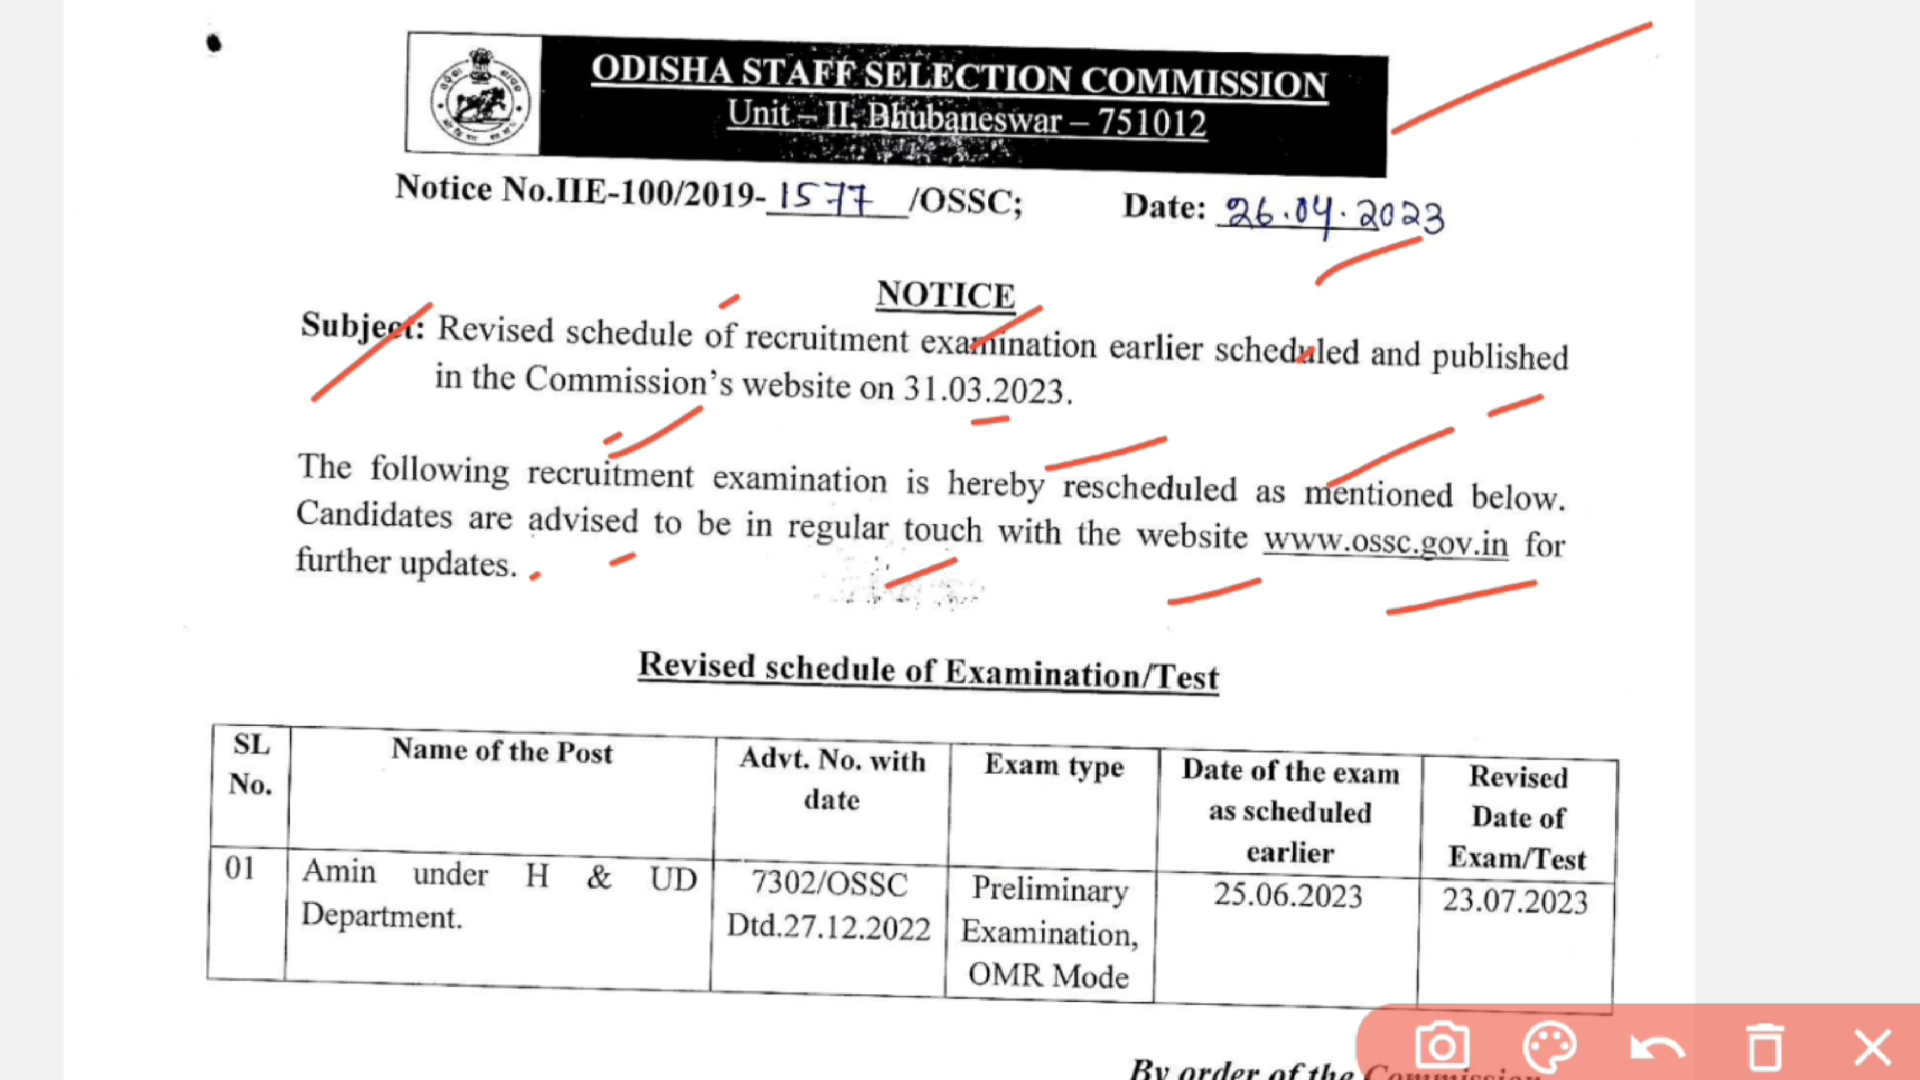 ODISHA STAFF SELECTION COMMISSION
Unit – II, Bhubaneswar – 751012
Notice No.IIE-100/2019- 1577 /OSSC; Date: 26.04.2023
NOTICE
Subject: Revised schedule of recruitment examination earlier scheduled and published
in the Commission's website on 31.03.2023.
The following recruitment examination is hereby rescheduled as mentioned below.
Candidates are advised to be in regular touch with the website www.ossc.gov.in for
further updates.
Revised schedule of Examination/Test
SL No. | Name of the Post | Advt. No. with date | Exam type | Date of the exam as scheduled earlier | Revised Date of Exam/Test
01 | Amin under H & UD Department. | 7302/OSSC Dtd.27.12.2022 | Preliminary Examination, OMR Mode | 25.06.2023 | 23.07.2023
By order of the Commission